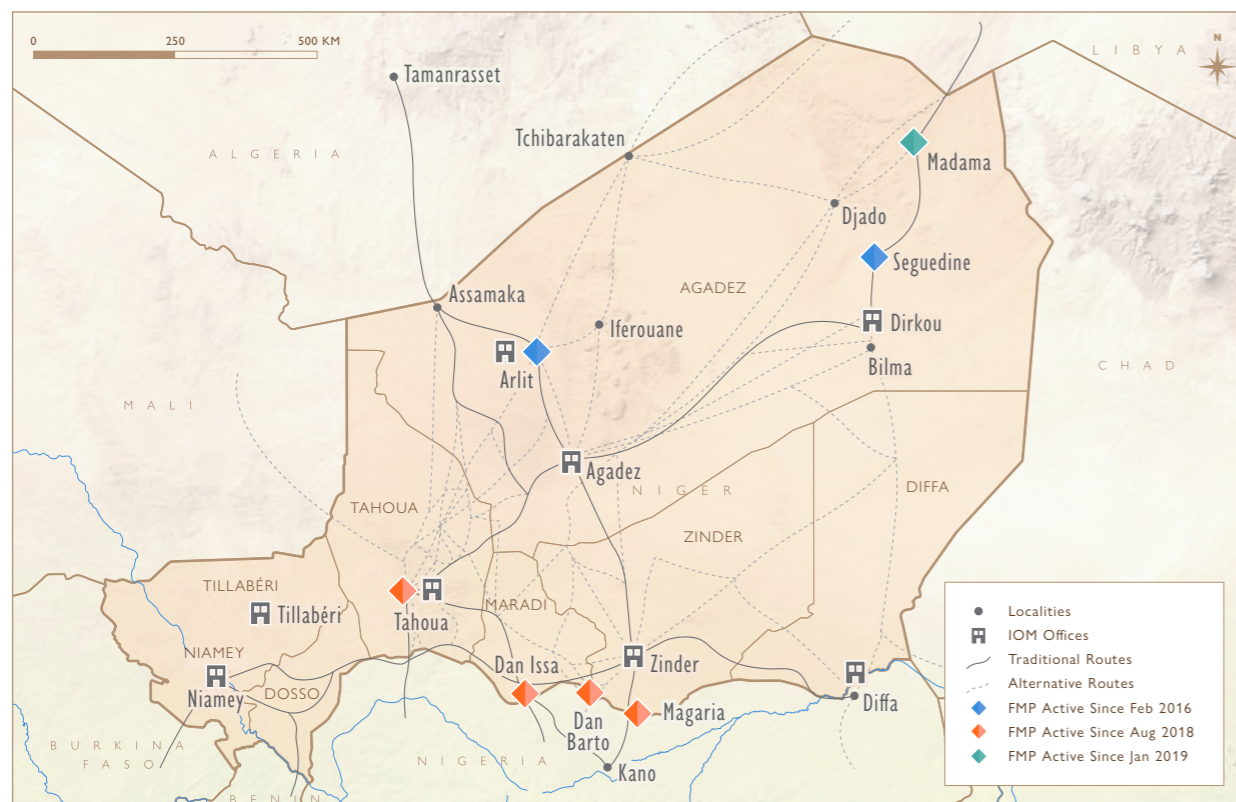 0 250 500 KM
N
LIBYA
Tamanrasset
Tchibarakaten
ALGERIA
Madama
Djado
Seguedine
AGADEZ
Assamaka
Iferouane
Dirkou
Arlit
Bilma
CHAD
MALI
Agadez
NIGER
DIFFA
TAHOUA
ZINDER
TILLABÉRI
Tillabéri
Tahoua
MARADI
NIAMEY
Niamey
DOSSO
Dan Issa
Zinder
Dan
Barto
Magaria
Diffa
BURKINA
FASO
NIGERIA
Kano
BENIN
Localities
IOM Offices
Traditional Routes
Alternative Routes
FMP Active Since Feb 2016
FMP Active Since Aug 2018
FMP Active Since Jan 2019